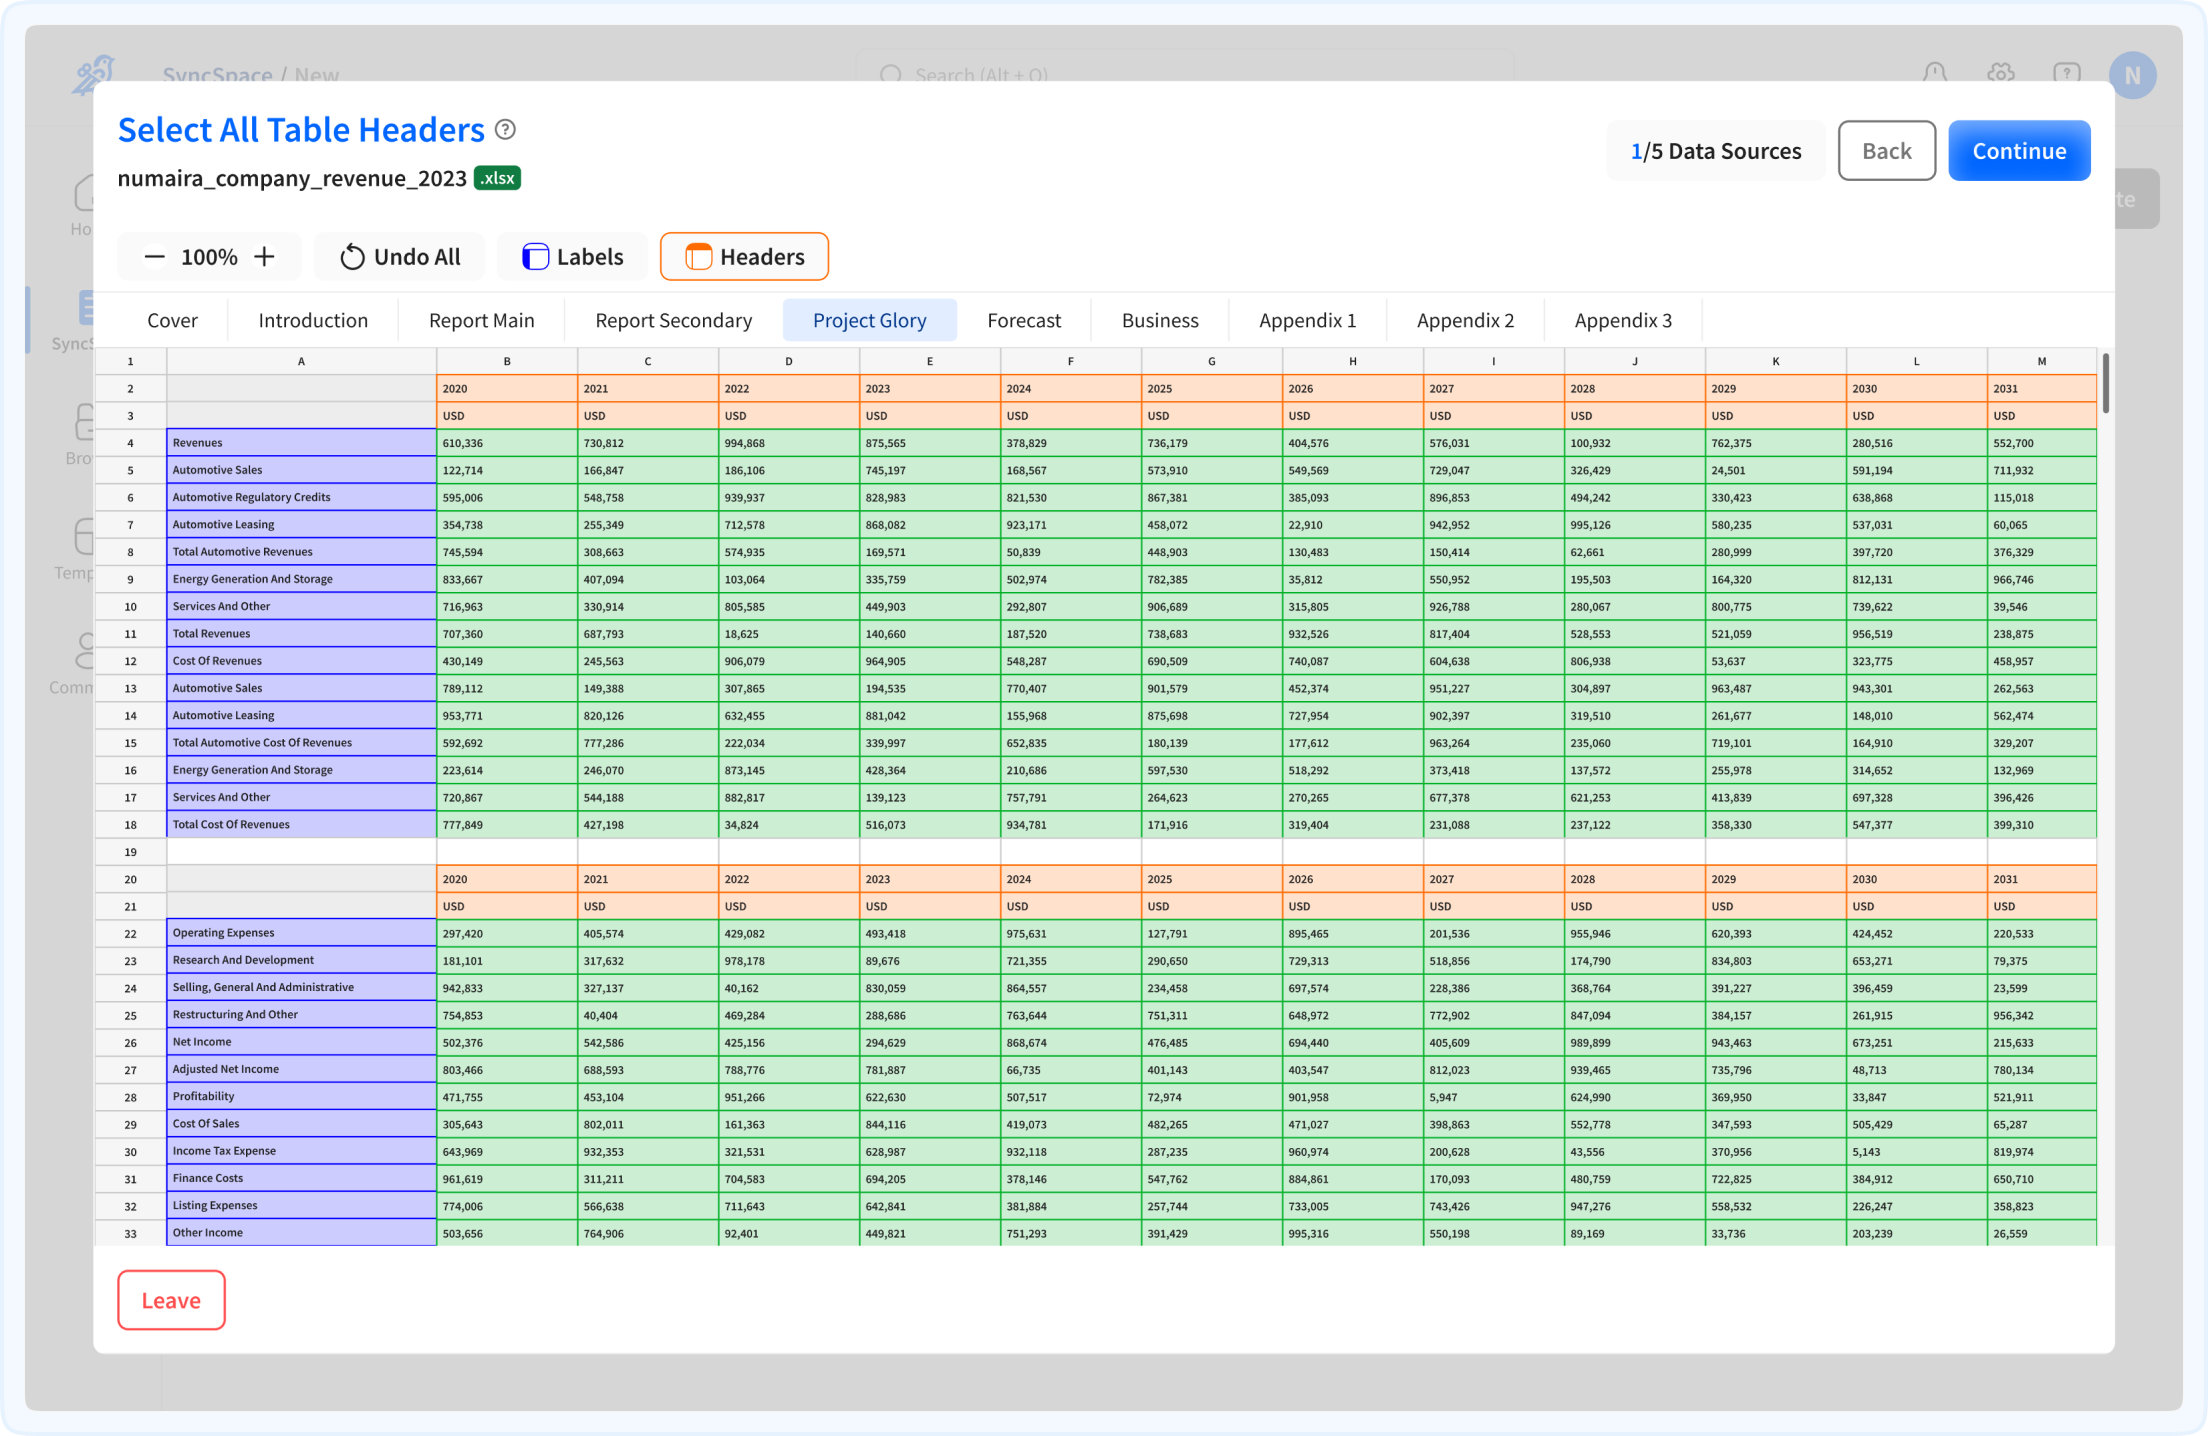 SyncSpace / New
Search (Alt + Q)
N
Select All Table Headers ?
numaira_company_revenue_2023 .xlsx
1/5 Data Sources
Back
Continue
100%
Undo All
Labels
Headers
Cover Introduction Report Main Report Secondary Project Glory Forecast Business Appendix 1 Appendix 2 Appendix 3
1 A B C D E F G H I J K L M
2 2020 2021 2022 2023 2024 2025 2026 2027 2028 2029 2030 2031
3 USD USD USD USD USD USD USD USD USD USD USD USD
4 Revenues 610,336 730,812 994,868 875,565 378,829 736,179 404,576 576,031 100,932 762,375 280,516 552,700
5 Automotive Sales 122,714 166,847 186,106 745,197 168,567 573,910 549,569 729,047 326,429 24,501 591,194 711,932
6 Automotive Regulatory Credits 595,006 548,758 939,937 828,983 821,530 867,381 385,093 896,853 494,242 330,423 638,868 115,018
7 Automotive Leasing 354,738 255,349 712,578 868,082 923,171 458,072 22,910 942,952 995,126 580,235 537,031 60,065
8 Total Automotive Revenues 745,594 308,663 574,935 169,571 50,839 448,903 130,483 150,414 62,661 280,999 397,720 376,329
9 Energy Generation And Storage 833,667 407,094 103,064 335,759 502,974 782,385 35,812 550,952 195,503 164,320 812,131 966,746
10 Services And Other 716,963 330,914 805,585 449,903 292,807 906,689 315,805 926,788 280,067 800,775 739,622 39,546
11 Total Revenues 707,360 687,793 18,625 140,660 187,520 738,683 932,526 817,404 528,553 521,059 956,519 238,875
12 Cost Of Revenues 430,149 245,563 906,079 964,905 548,287 690,509 740,087 604,638 806,938 53,637 323,775 458,957
13 Automotive Sales 789,112 149,388 307,865 194,535 770,407 901,579 452,374 951,227 304,897 963,487 943,301 262,563
14 Automotive Leasing 953,771 820,126 632,455 881,042 155,968 875,698 727,954 902,397 319,510 261,677 148,010 562,474
15 Total Automotive Cost Of Revenues 592,692 777,286 222,034 339,997 652,835 180,139 177,612 963,264 235,060 719,101 164,910 329,207
16 Energy Generation And Storage 223,614 246,070 873,145 428,364 210,686 597,530 518,292 373,418 137,572 255,978 314,652 132,969
17 Services And Other 720,867 544,188 882,817 139,123 757,791 264,623 270,265 677,378 621,253 413,839 697,328 396,426
18 Total Cost Of Revenues 777,849 427,198 34,824 516,073 934,781 171,916 319,404 231,088 237,122 358,330 547,377 399,310
19
20 2020 2021 2022 2023 2024 2025 2026 2027 2028 2029 2030 2031
21 USD USD USD USD USD USD USD USD USD USD USD USD
22 Operating Expenses 297,420 405,574 429,082 493,418 975,631 127,791 895,465 201,536 955,946 620,393 424,452 220,533
23 Research And Development 181,101 317,632 978,178 89,676 721,355 290,650 729,313 518,856 174,790 834,803 653,271 79,375
24 Selling, General And Administrative 942,833 327,137 40,162 830,059 864,557 234,458 697,574 228,386 368,764 391,227 396,459 23,599
25 Restructuring And Other 754,853 40,404 469,284 288,686 763,644 751,311 648,972 772,902 847,094 384,157 261,915 956,342
26 Net Income 502,376 542,586 425,156 294,629 868,674 476,485 694,440 405,609 989,899 943,463 673,251 215,633
27 Adjusted Net Income 803,466 688,593 788,776 781,887 66,735 401,143 403,547 812,023 939,465 735,796 48,713 780,134
28 Profitability 471,755 453,104 951,266 622,630 507,517 72,974 901,958 5,947 624,990 369,950 33,847 521,911
29 Cost Of Sales 305,643 802,011 161,363 844,116 419,073 482,265 471,027 398,863 552,778 347,593 505,429 65,287
30 Income Tax Expense 643,969 932,353 321,531 628,987 932,118 287,235 960,974 200,628 43,556 370,956 5,143 819,974
31 Finance Costs 961,619 311,211 704,583 694,205 378,146 547,762 884,861 170,093 480,759 722,825 384,912 650,710
32 Listing Expenses 774,006 566,638 711,643 642,841 381,884 257,744 733,005 743,426 947,276 558,532 226,247 358,823
33 Other Income 503,656 764,906 92,401 449,821 751,293 391,429 995,316 550,198 89,169 33,736 203,239 26,559
Leave